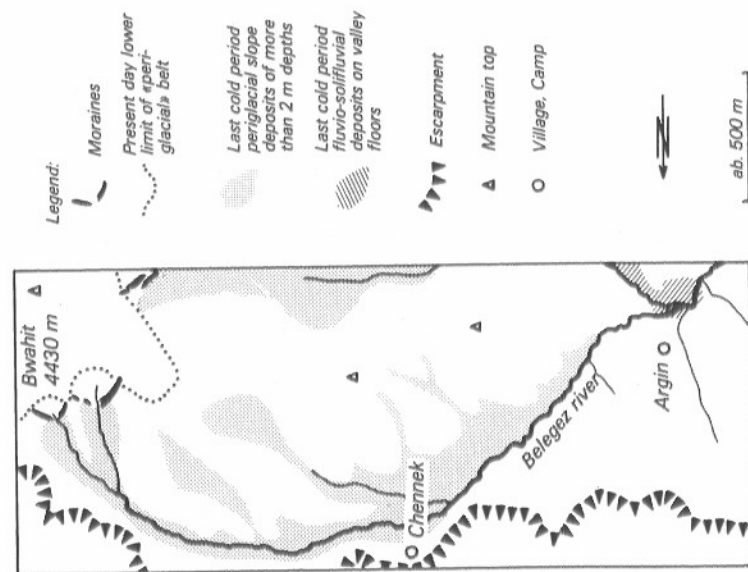 Legend:
Moraines
Present day lower
limit of «peri-
glacial» belt
Last cold period
periglacial slope
deposits of more
than 2 m depths
Last cold period
fluvio-solifluvial
deposits on valley
floors
Escarpment
Mountain top
Village, Camp
N
ab. 500 m
Bwahit
4430 m
Chennek
Belegez river
Argin